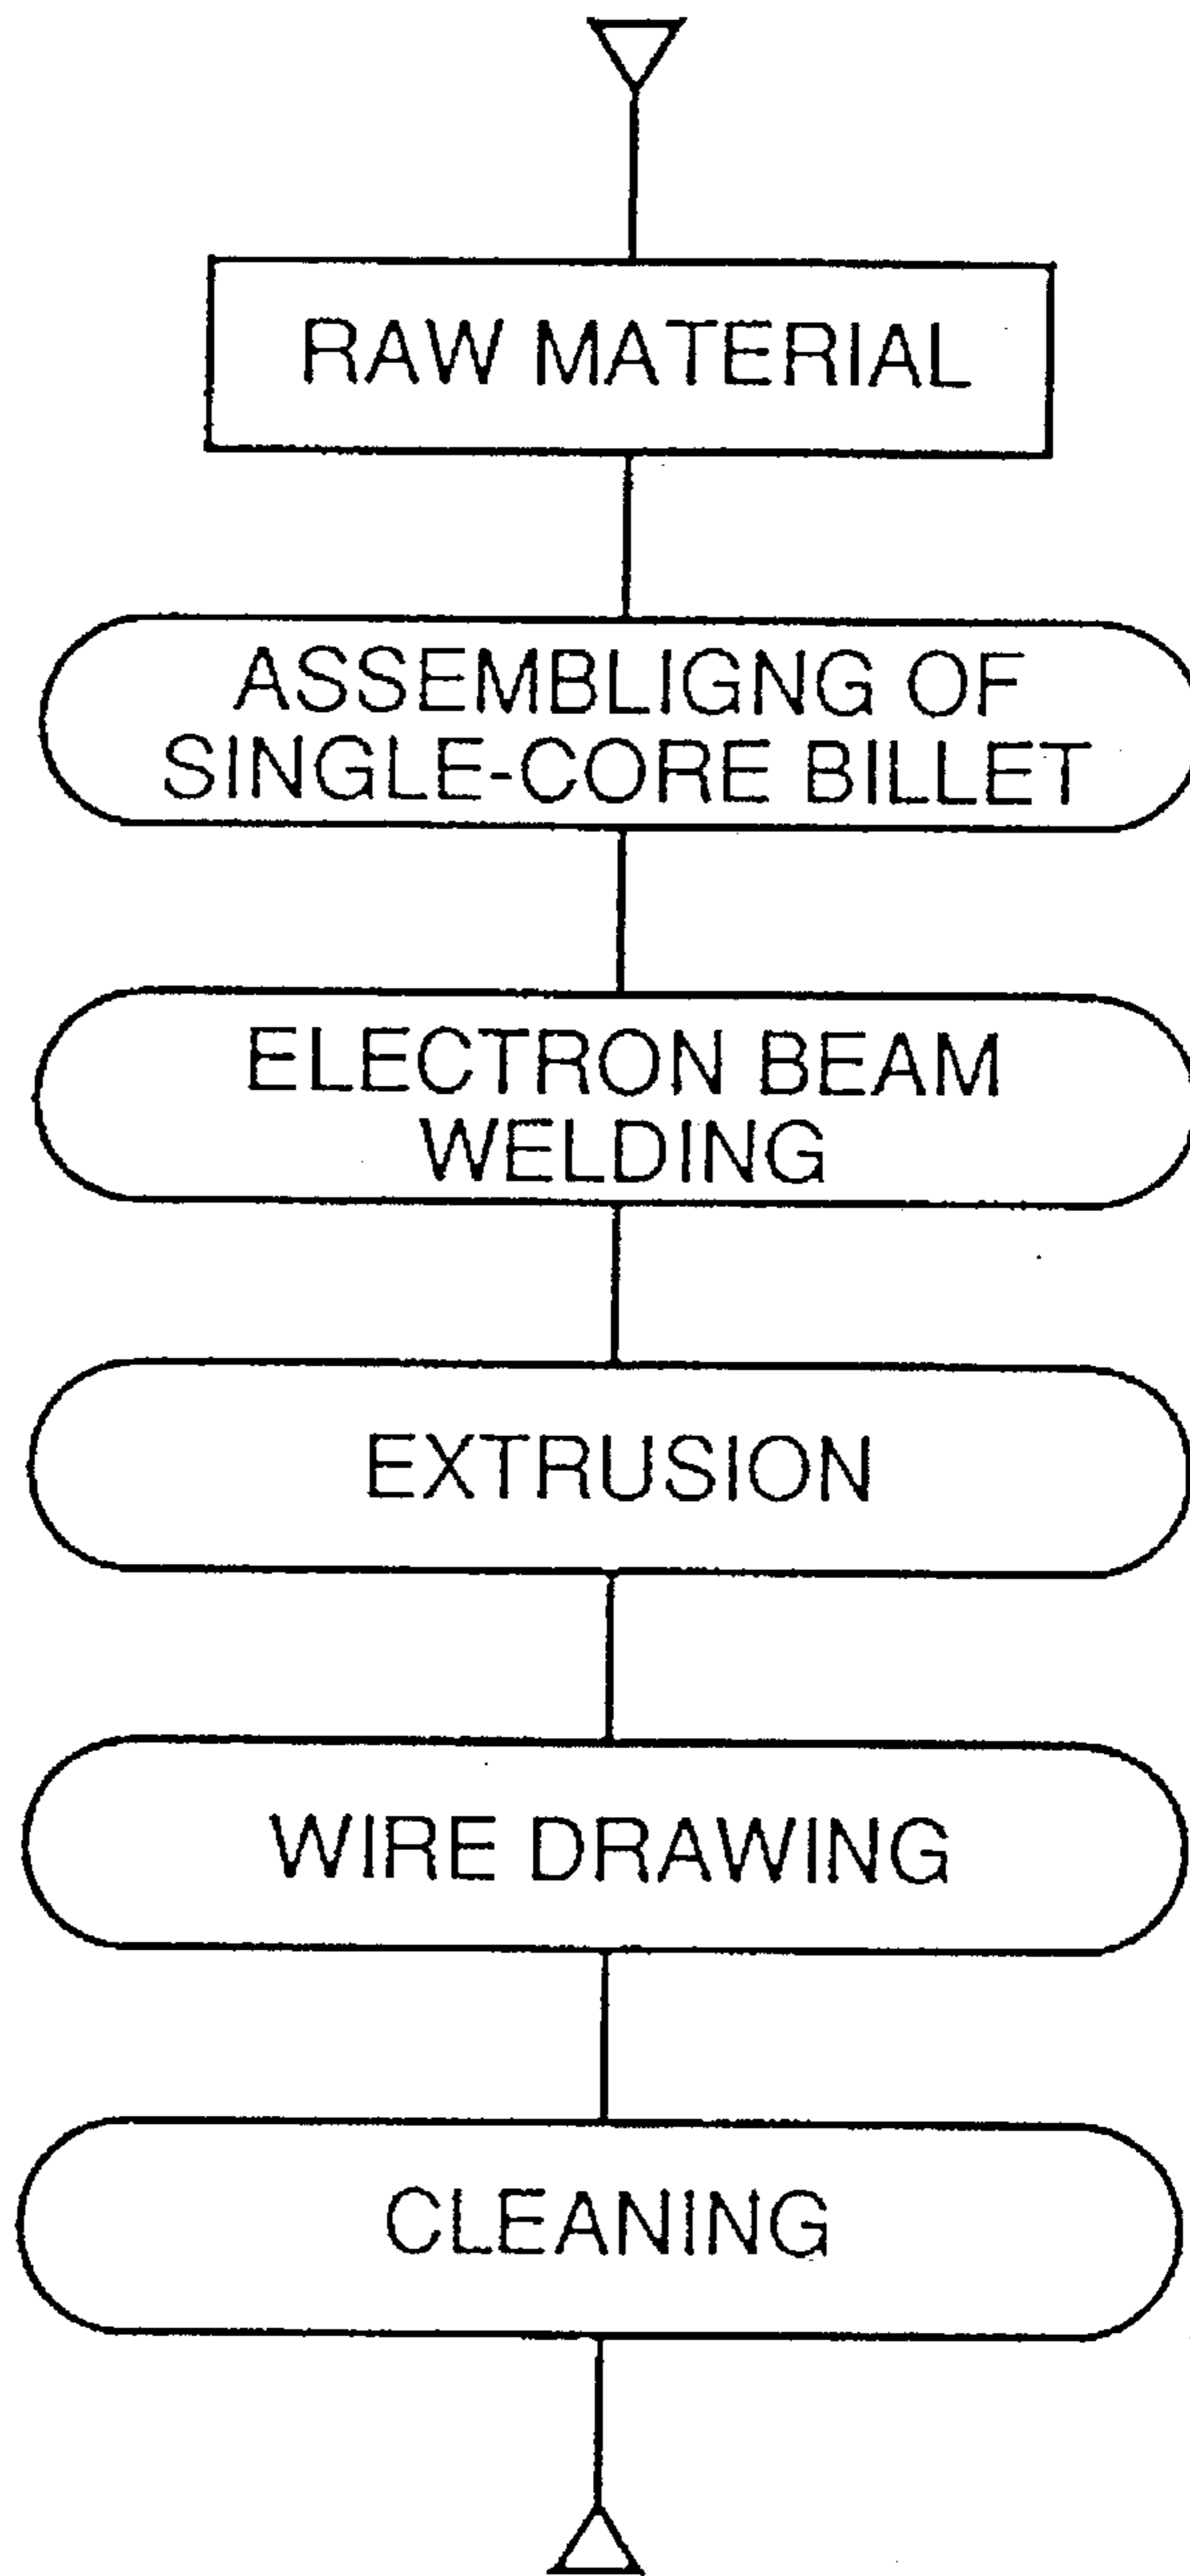 RAW MATERIAL
ASSEMBLIGNG OF
SINGLE-CORE BILLET
ELECTRON BEAM
WELDING
EXTRUSION
WIRE DRAWING
CLEANING